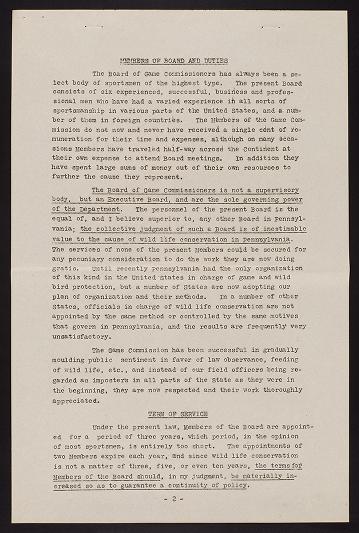 MEMBERS OF BOARD AND DUTIES
The Board of Game Commissioners has always been a se-
lect body of sportsmen of the highest type. The present Board
consists of six experienced, successful, business and profes-
sional men who have had a varied experience in all sorts of
sportsmanship in various parts of the United States, and a num-
ber of them in foreign countries. The Members of the Game Com-
mission do not now and never have received a single cent of re-
muneration for their time and expenses, although on many occa-
sions Members have traveled half-way across the Continent at
their own expense to attend Board meetings. In addition they
have spent large sums of money out of their own resources to
further the cause they represent.
The Board of Game Commissioners is not a supervisory
body, but an Executive Board, and are the sole governing power
of the Department. The personnel of the present Board is the
equal of, and I believe superior to, any other Board in Pennsyl-
vania; the collective judgment of such a Board is of inestimable
value to the cause of wild life conservation in Pennsylvania.
The services of none of the present Members could be secured for
any pecuniary consideration to do the work they are now doing
gratis. Until recently Pennsylvania had the only organization
of this kind in the United States in charge of game and wild
bird protection, but a number of States are now adopting our
plan of organization and their methods. In a number of other
States, officials in charge of wild life conservation are not
appointed by the same method or controlled by the same motives
that govern in Pennsylvania, and the results are frequently very
unsatisfactory.
The Game Commission has been successful in gradually
moulding public sentiment in favor of law observance, feeding
of wild life, etc., and instead of our field officers being re-
garded as imposters in all parts of the State as they were in
the beginning, they are now respected and their work thoroughly
appreciated.
TERM OF SERVICE
Under the present law, Members of the Board are appoint-
ed for a period of three years, which period, in the opinion
of most sportsmen, is entirely too short. The appointments of
two Members expire each year, and since wild life conservation
is not a matter of three, five, or even ten years, the terms for
Members of the Board should, in my judgment, be materially in-
creased so as to guarantee a continuity of policy.
- 2 -